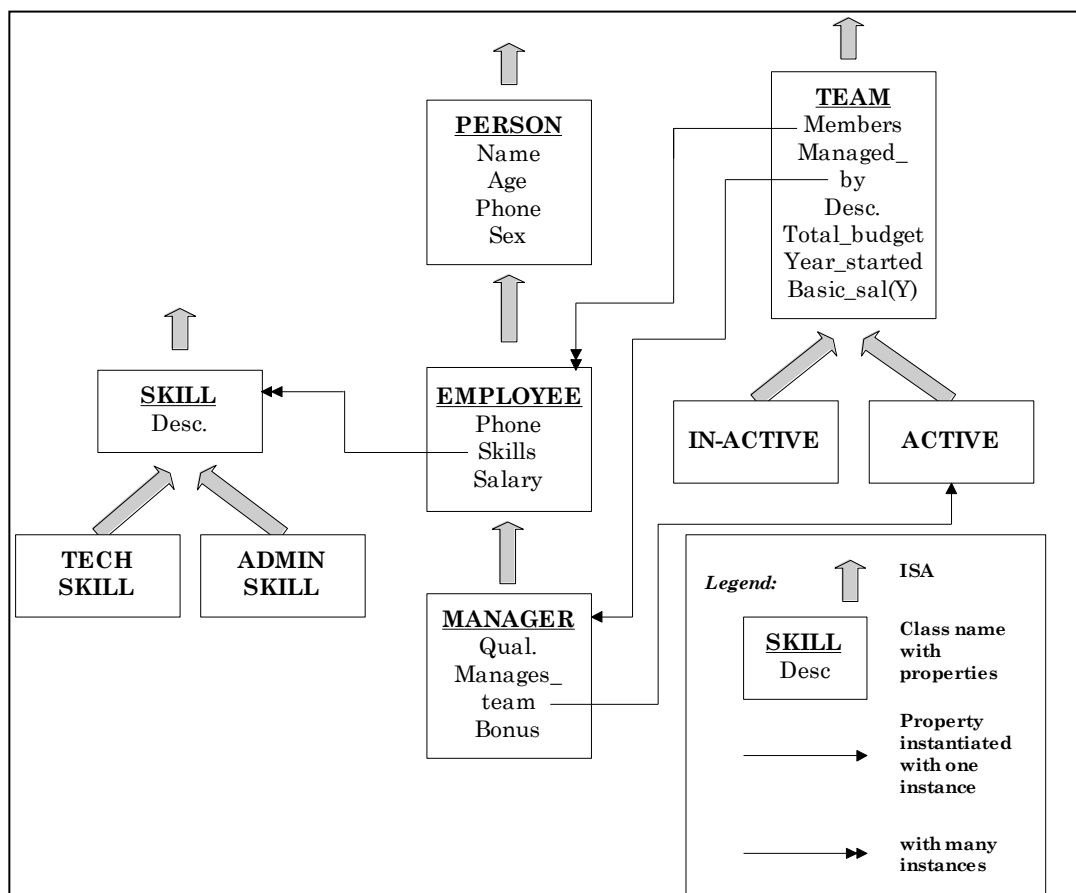 PERSON
Name
Age
Phone
Sex
TEAM
Members
Managed_
by
Desc.
Total_budget
Year_started
Basic_sal(Y)
SKILL
Desc.
EMPLOYEE
Phone
Skills
Salary
IN-ACTIVE
ACTIVE
TECH
SKILL
ADMIN
SKILL
MANAGER
Qual.
Manages_
team
Bonus
Legend:
ISA
SKILL
Desc
Class name
with
properties
Property
instantiated
with one
instance
with many
instances